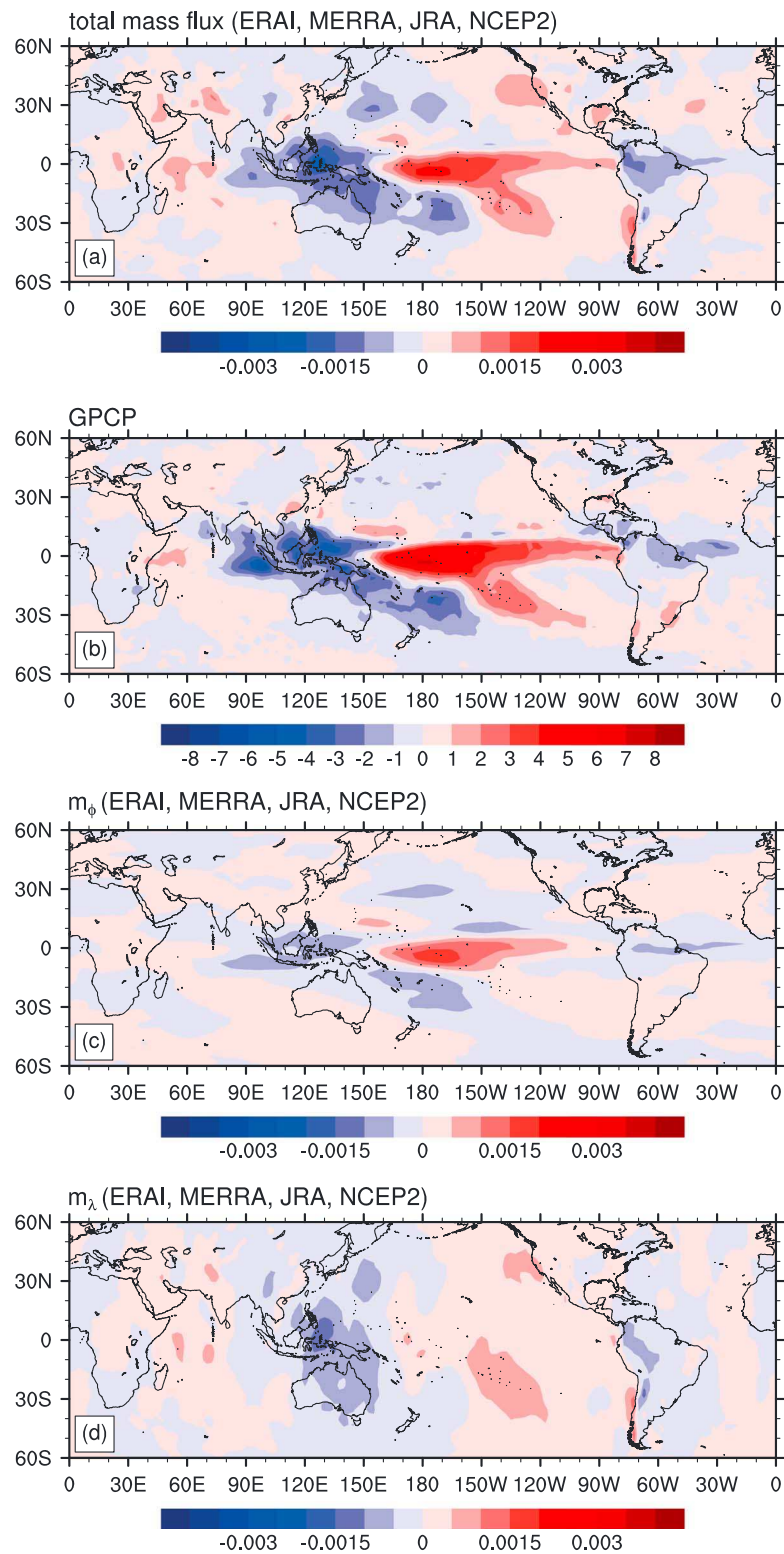 total mass flux (ERAI, MERRA, JRA, NCEP2)
60N
30N
0
30S
60S
(a)
0 30E 60E 90E 120E 150E 180 150W 120W 90W 60W 30W 0
-0.003 -0.0015 0 0.0015 0.003
GPCP
60N
30N
0
30S
60S
(b)
0 30E 60E 90E 120E 150E 180 150W 120W 90W 60W 30W 0
-8 -7 -6 -5 -4 -3 -2 -1 0 1 2 3 4 5 6 7 8
mϕ (ERAI, MERRA, JRA, NCEP2)
60N
30N
0
30S
60S
(c)
0 30E 60E 90E 120E 150E 180 150W 120W 90W 60W 30W 0
-0.003 -0.0015 0 0.0015 0.003
mλ (ERAI, MERRA, JRA, NCEP2)
60N
30N
0
30S
60S
(d)
0 30E 60E 90E 120E 150E 180 150W 120W 90W 60W 30W 0
-0.003 -0.0015 0 0.0015 0.003